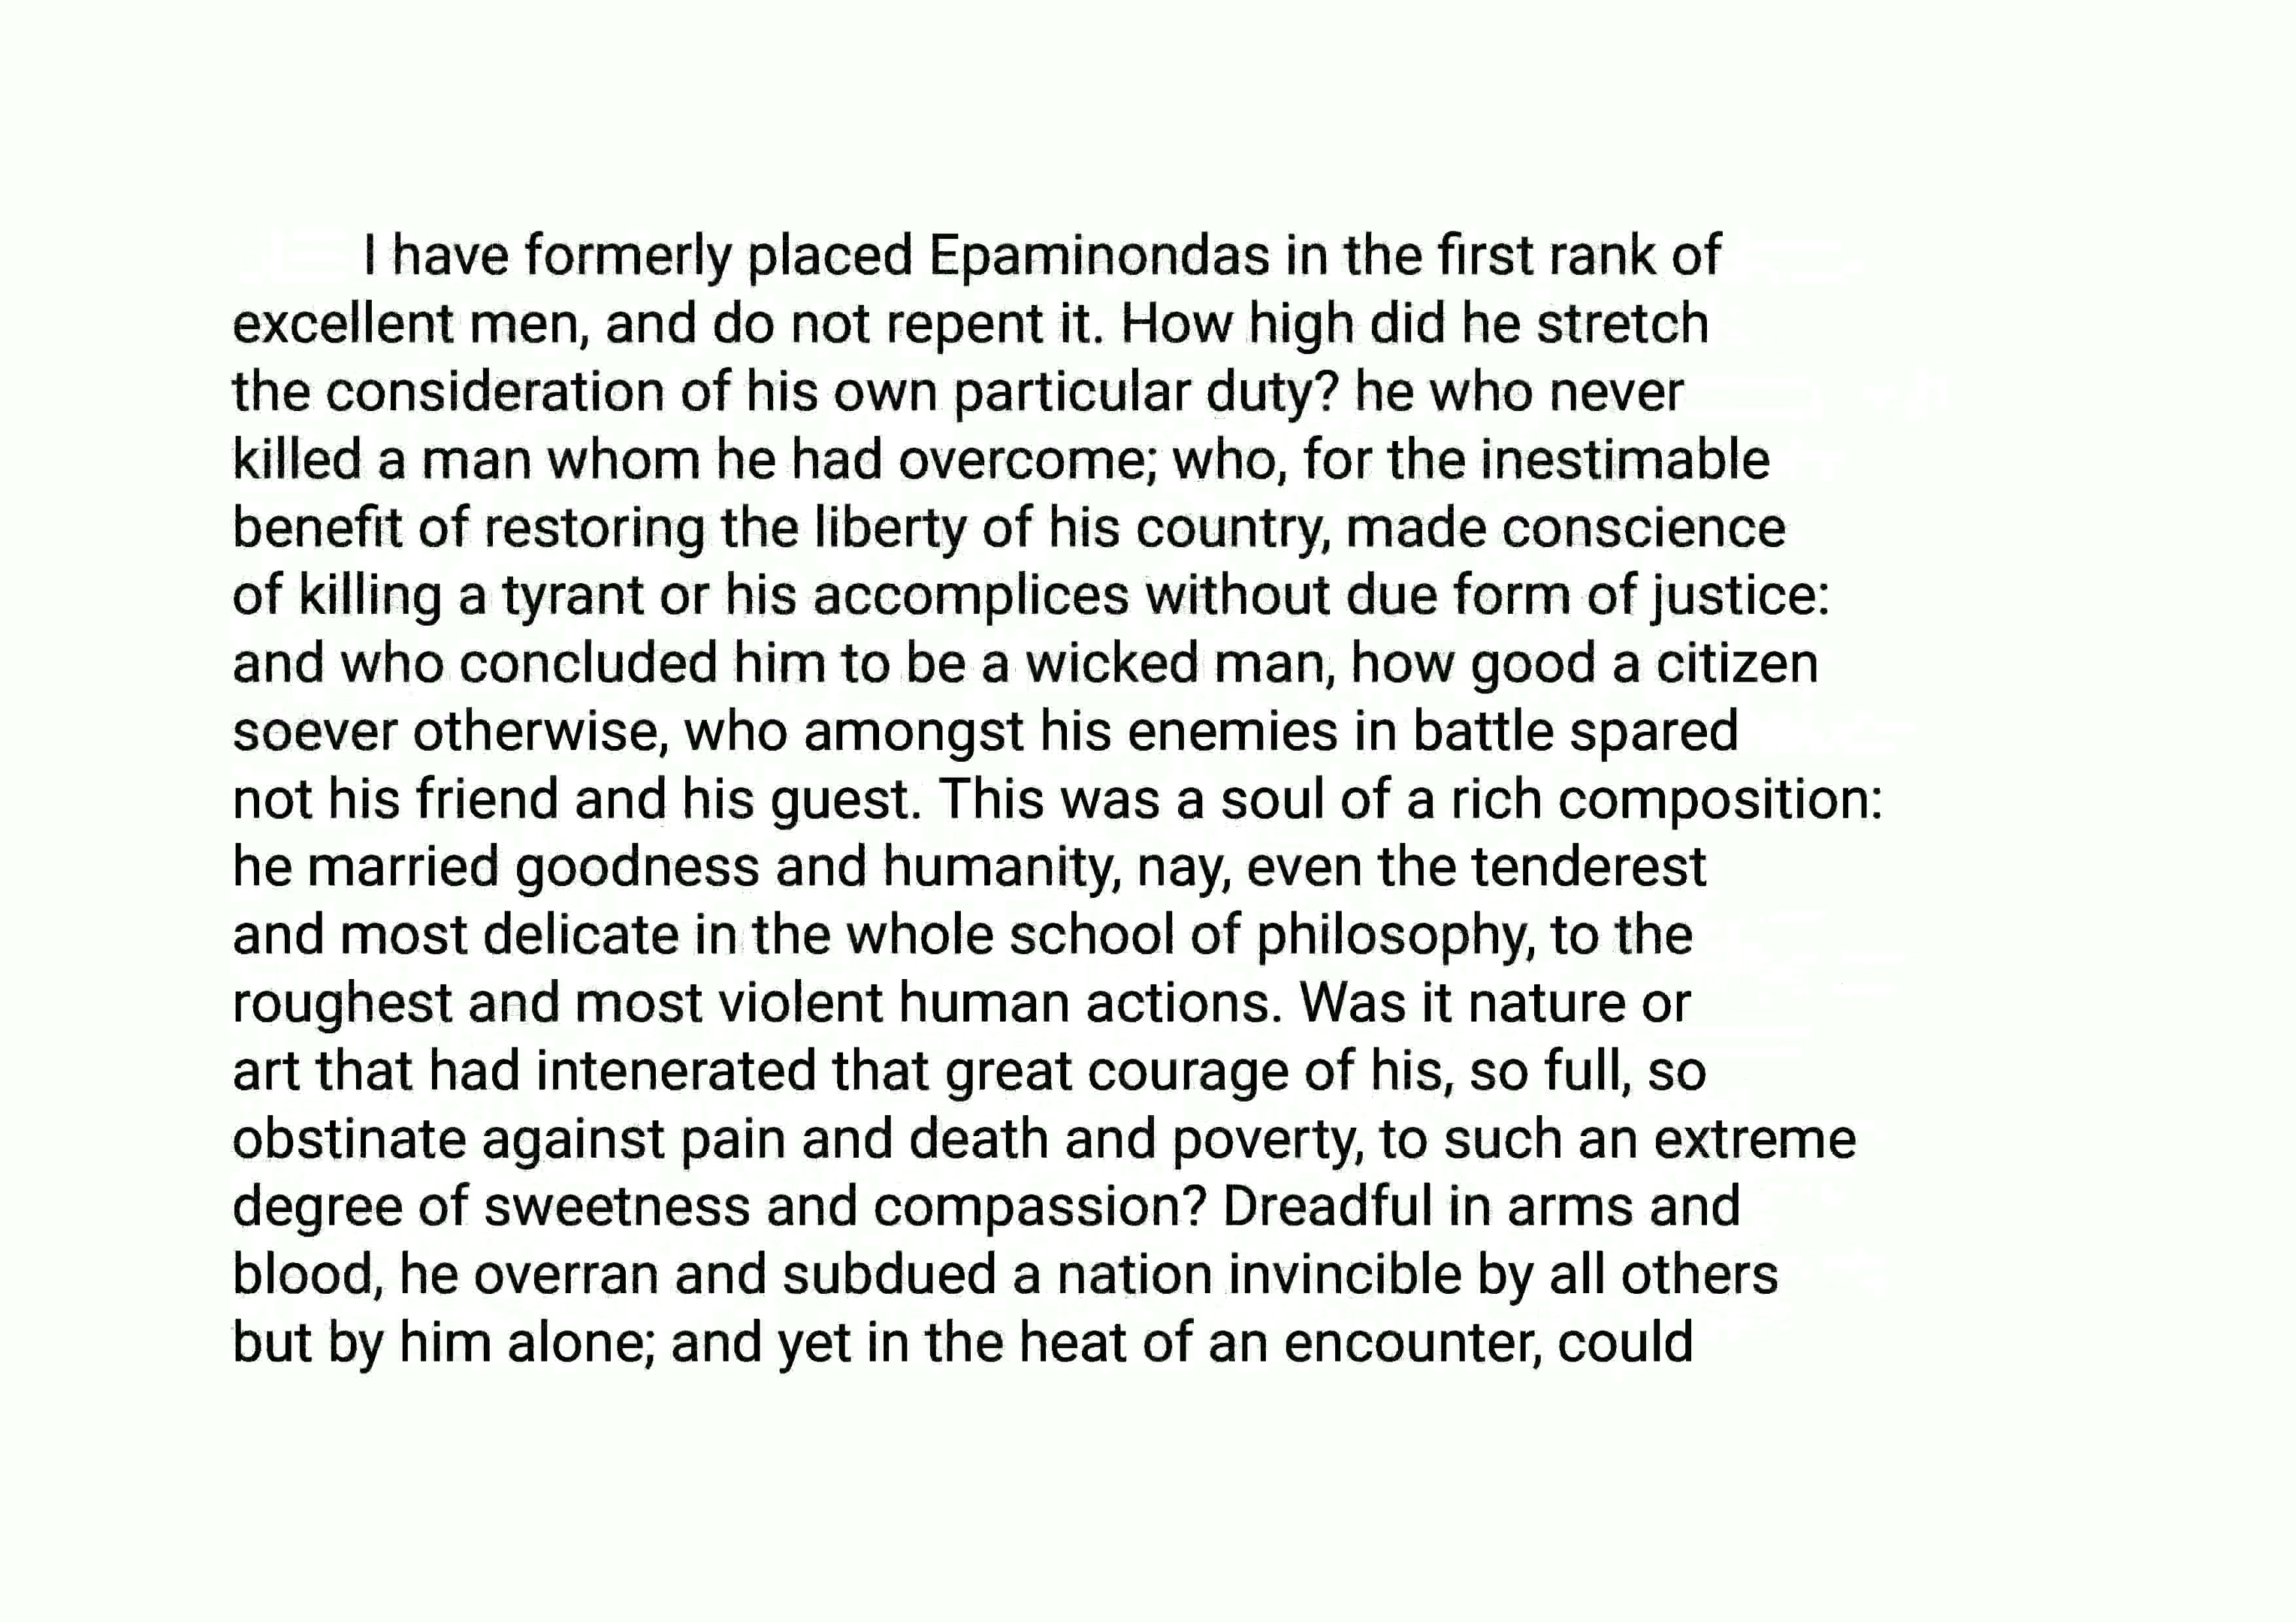 I have formerly placed Epaminondas in the first rank of
excellent men, and do not repent it. How high did he stretch
the consideration of his own particular duty? he who never
killed a man whom he had overcome; who, for the inestimable
benefit of restoring the liberty of his country, made conscience
of killing a tyrant or his accomplices without due form of justice:
and who concluded him to be a wicked man, how good a citizen
soever otherwise, who amongst his enemies in battle spared
not his friend and his guest. This was a soul of a rich composition:
he married goodness and humanity, nay, even the tenderest
and most delicate in the whole school of philosophy, to the
roughest and most violent human actions. Was it nature or
art that had intenerated that great courage of his, so full, so
obstinate against pain and death and poverty, to such an extreme
degree of sweetness and compassion? Dreadful in arms and
blood, he overran and subdued a nation invincible by all others
but by him alone; and yet in the heat of an encounter, could